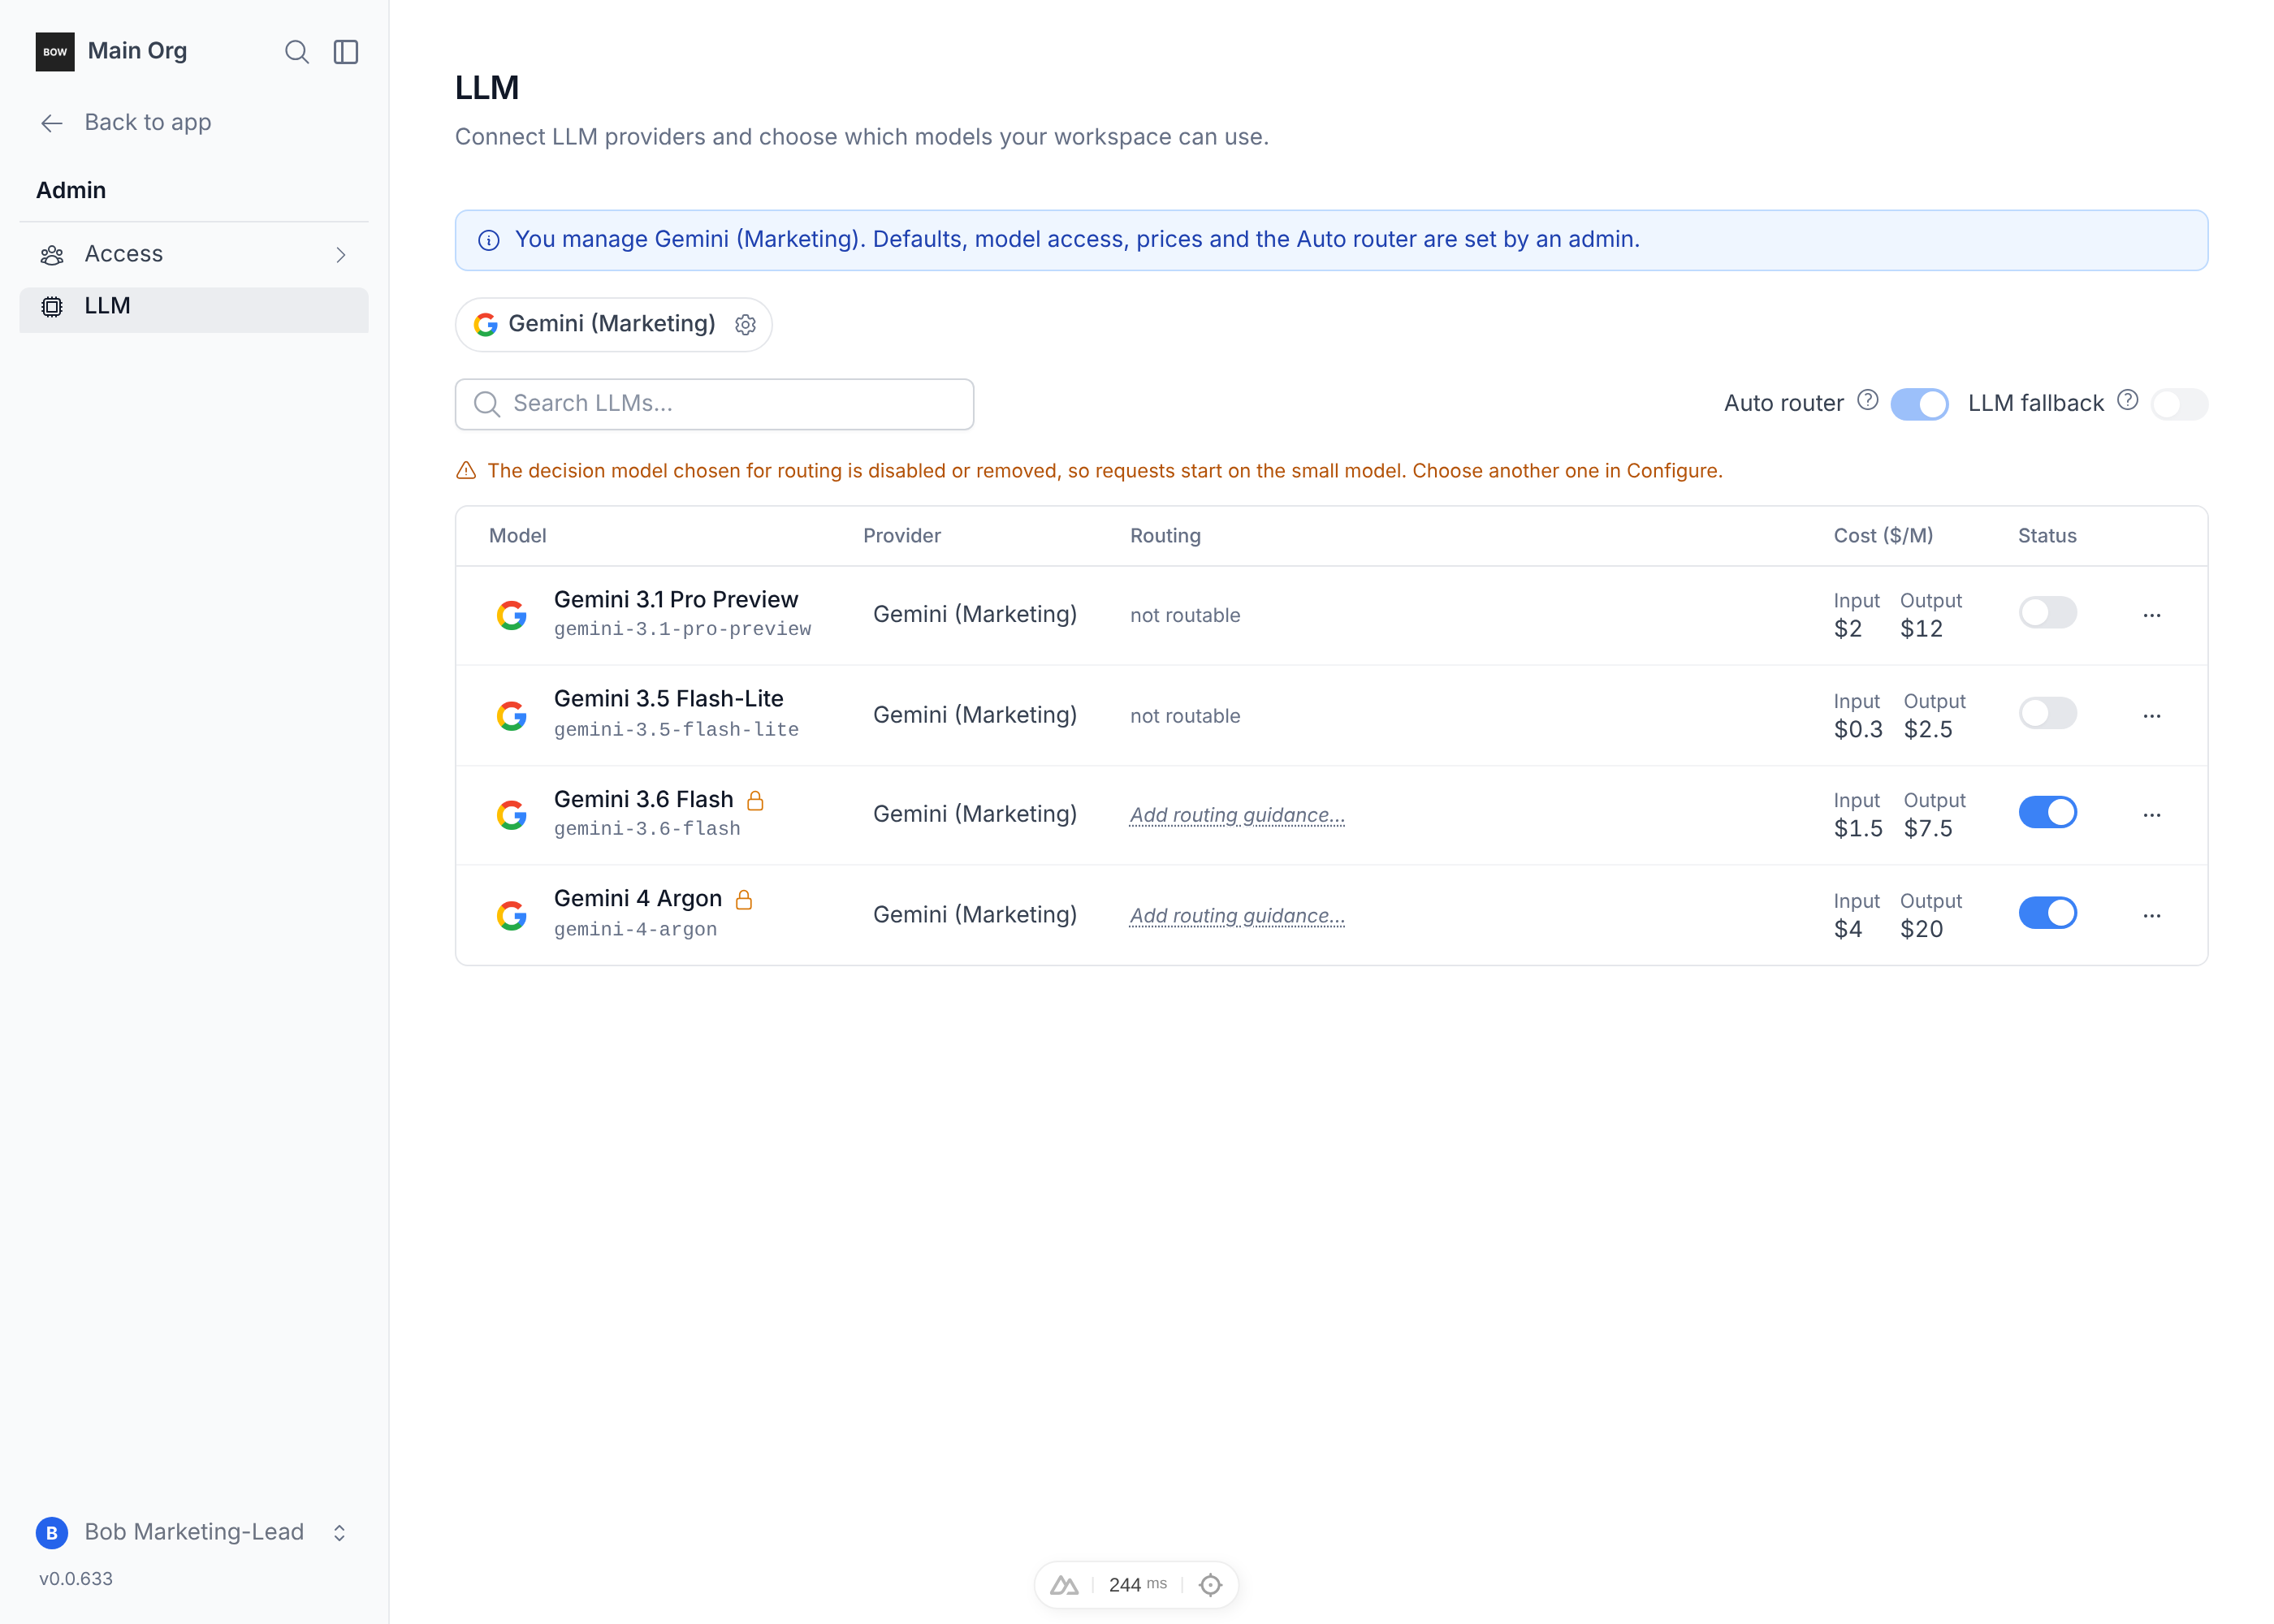 BOW Main Org
Back to app
Admin
Access
LLM
LLM
Connect LLM providers and choose which models your workspace can use.
You manage Gemini (Marketing). Defaults, model access, prices and the Auto router are set by an admin.
Gemini (Marketing)
Search LLMs...
Auto router ? LLM fallback ?
The decision model chosen for routing is disabled or removed, so requests start on the small model. Choose another one in Configure.
Model Provider Routing Cost ($/M) Status
Gemini 3.1 Pro Preview
gemini-3.1-pro-preview
Gemini (Marketing)
not routable
Input Output
$2 $12
...
Gemini 3.5 Flash-Lite
gemini-3.5-flash-lite
Gemini (Marketing)
not routable
Input Output
$0.3 $2.5
...
Gemini 3.6 Flash
gemini-3.6-flash
Gemini (Marketing)
Add routing guidance...
Input Output
$1.5 $7.5
...
Gemini 4 Argon
gemini-4-argon
Gemini (Marketing)
Add routing guidance...
Input Output
$4 $20
...
B Bob Marketing-Lead
v0.0.633
244 ms